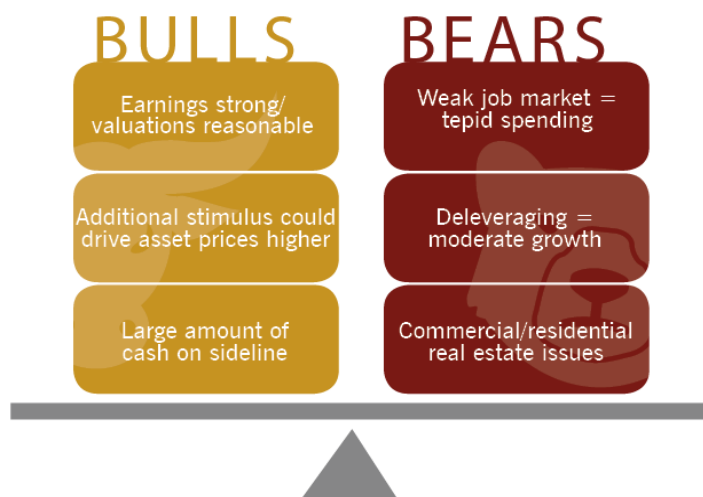 BULLS
Earnings strong/
valuations reasonable
Additional stimulus could
drive asset prices higher
Large amount of
cash on sideline
BEARS
Weak job market =
tepid spending
Deleveraging =
moderate growth
Commercial/residential
real estate issues